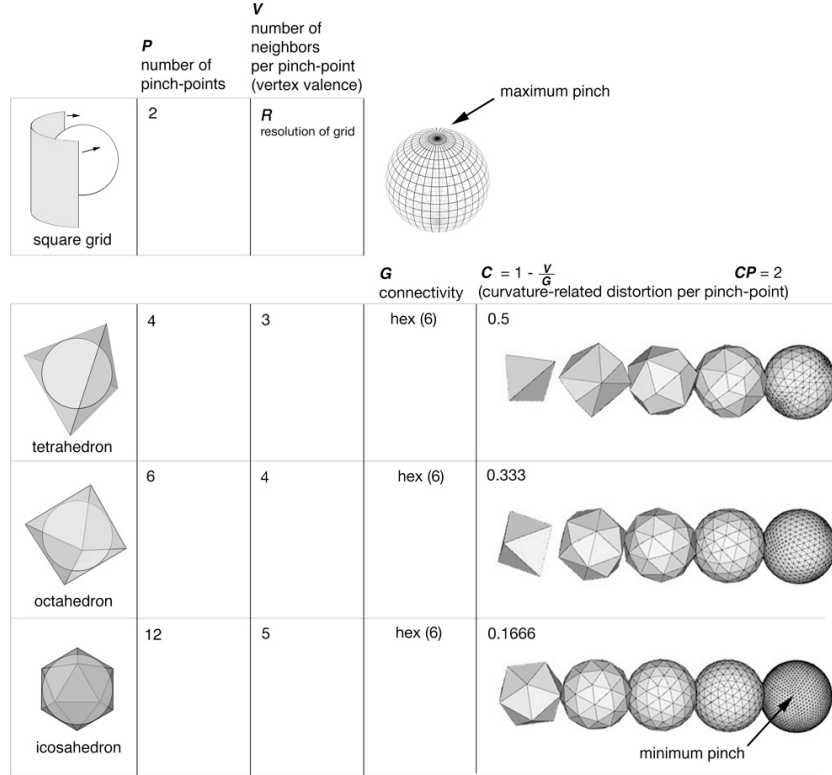 P
number of
pinch-points
V
number of
neighbors
per pinch-point
(vertex valence)
square grid
2
R
resolution of grid
maximum pinch
G
connectivity
C = 1 - V/G
CP = 2
(curvature-related distortion per pinch-point)
tetrahedron
4
3
hex (6)
0.5
octahedron
6
4
hex (6)
0.333
icosahedron
12
5
hex (6)
0.1666
minimum pinch